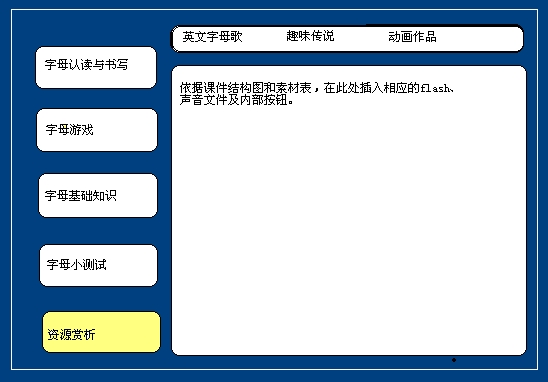 英文字母歌 趣味传说 动画作品
字母认读与书写
字母游戏
字母基础知识
字母小测试
资源赏析
依据课件结构图和素材表，在此处插入相应的flash、
声音文件及内部按钮。